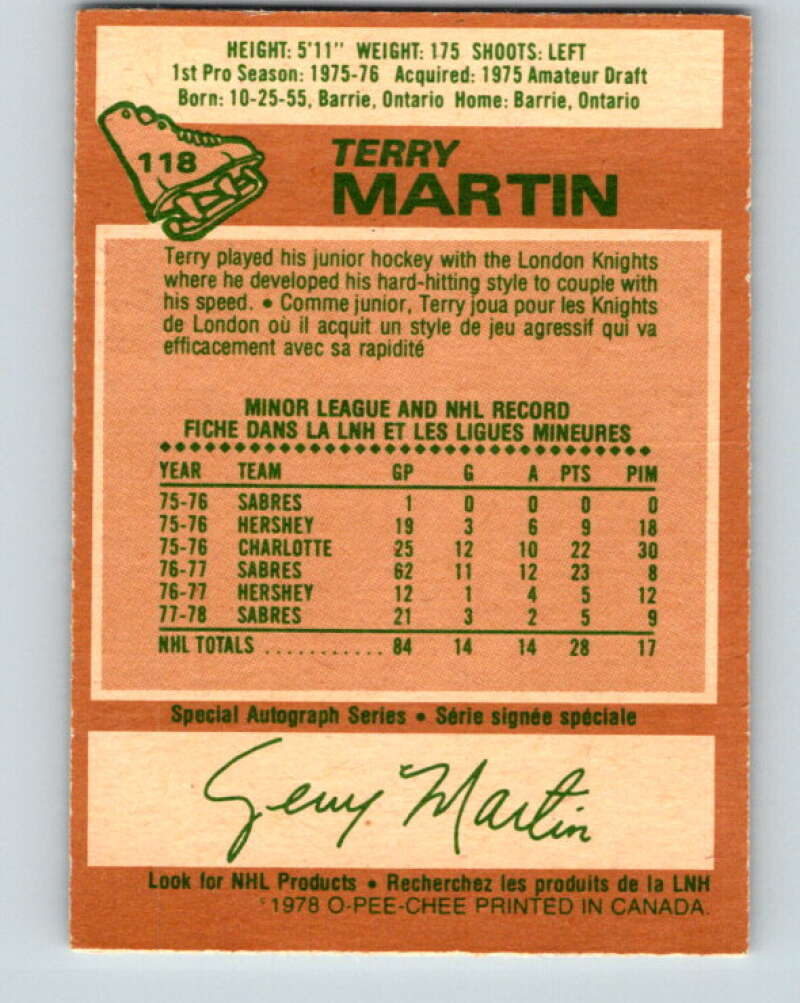 HEIGHT: 5'11" WEIGHT: 175 SHOOTS: LEFT
1st Pro Season: 1975-76 Acquired: 1975 Amateur Draft
Born: 10-25-55, Barrie, Ontario Home: Barrie, Ontario
118
TERRY
MARTIN
Terry played his junior hockey with the London Knights
where he developed his hard-hitting style to couple with
his speed. • Comme junior, Terry joua pour les Knights
de London où il acquit un style de jeu agressif qui va
efficacement avec sa rapidité
MINOR LEAGUE AND NHL RECORD
FICHE DANS LA LNH ET LES LIGUES MINEURES
YEAR TEAM GP G A PTS PIM
75-76 SABRES 1 0 0 0 0
75-76 HERSHEY 19 3 6 9 18
75-76 CHARLOTTE 25 12 10 22 30
76-77 SABRES 62 11 12 23 8
76-77 HERSHEY 12 1 4 5 12
77-78 SABRES 21 3 2 5 9
NHL TOTALS ........... 84 14 14 28 17
Special Autograph Series • Série signée spéciale
Terry Martin
Look for NHL Products • Recherchez les produits de la LNH
©1978 O-PEE-CHEE PRINTED IN CANADA.